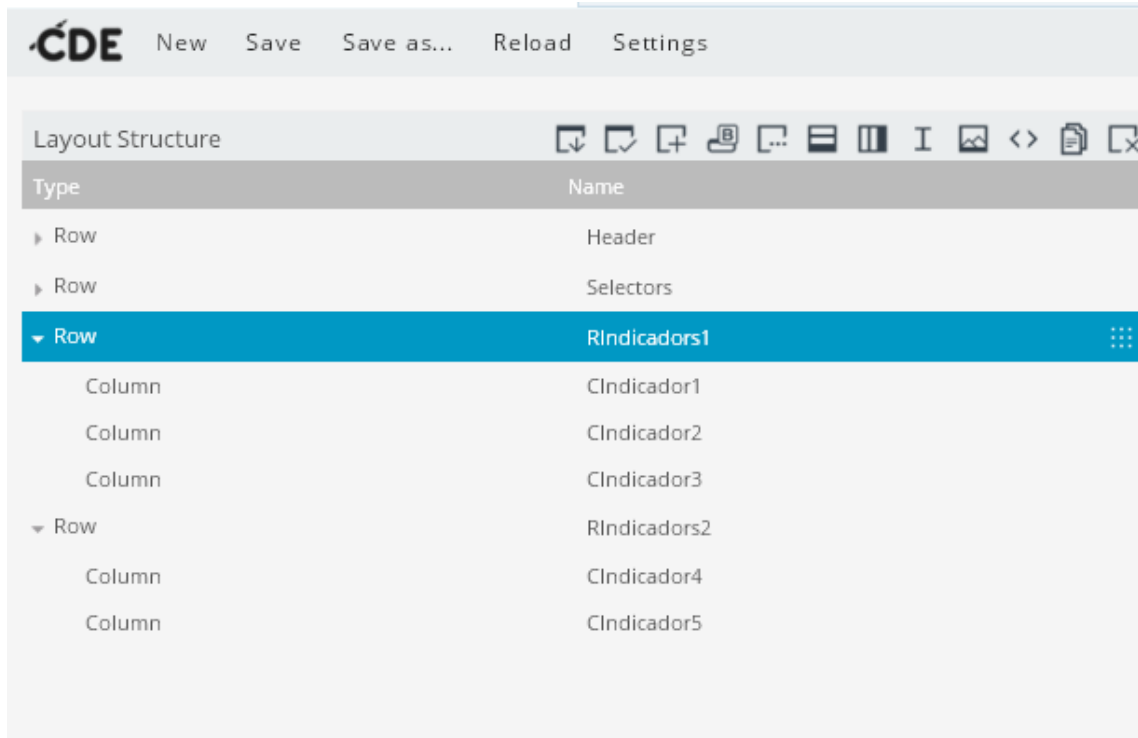 CDE New Save Save as... Reload Settings
Layout Structure
Type Name
Row Header
Row Selectors
Row RIndicadors1
Column CIndicador1
Column CIndicador2
Column CIndicador3
Row RIndicadors2
Column CIndicador4
Column CIndicador5